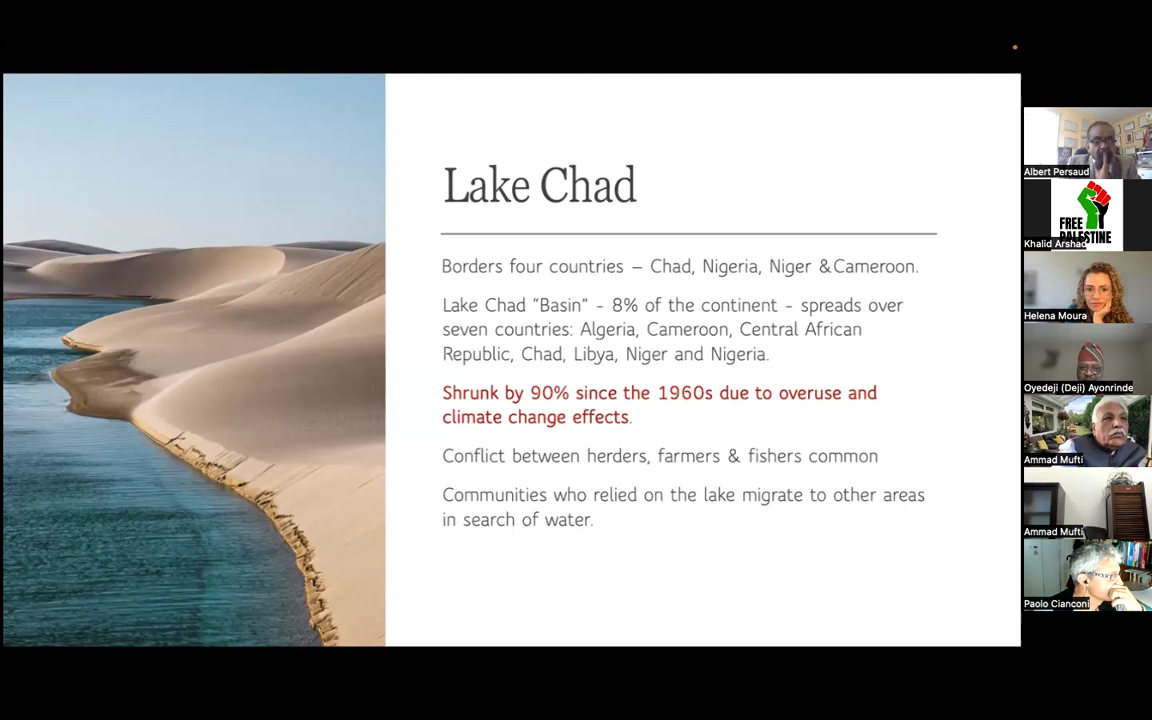 Lake Chad
Borders four countries – Chad, Nigeria, Niger & Cameroon.
Lake Chad “Basin” - 8% of the continent - spreads over
seven countries: Algeria, Cameroon, Central African
Republic, Chad, Libya, Niger and Nigeria.
Shrunk by 90% since the 1960s due to overuse and
climate change effects.
Conflict between herders, farmers & fishers common
Communities who relied on the lake migrate to other areas
in search of water.
Albert Persaud
FREE
PALESTINE
Khalid Arshad
Helena Moura
Oyedeji (Deji) Ayonrinde
Ammad Mufti
Ammad Mufti
Paolo Cianconi